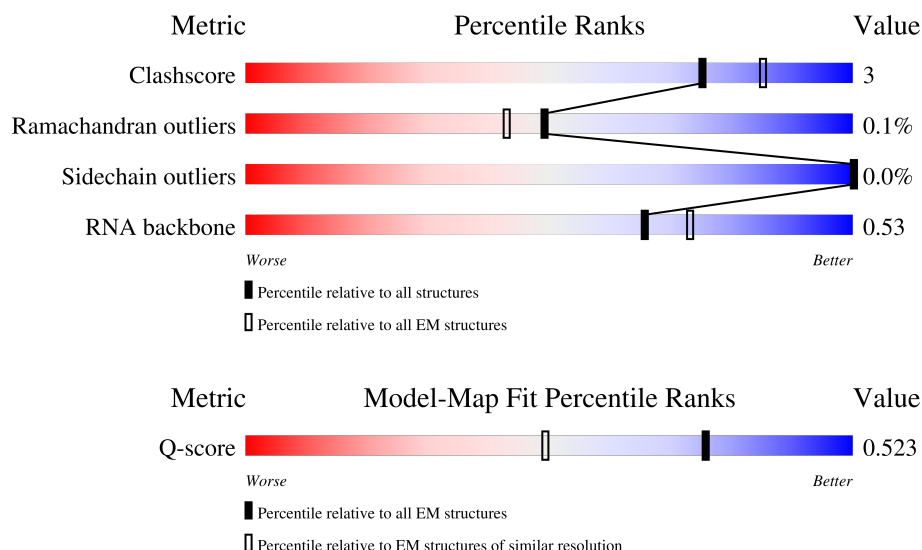 Metric Percentile Ranks Value
Clashscore 3
Ramachandran outliers 0.1%
Sidechain outliers 0.0%
RNA backbone 0.53
Worse Better
Percentile relative to all structures
Percentile relative to all EM structures
Metric Model-Map Fit Percentile Ranks Value
Q-score 0.523
Worse Better
Percentile relative to all EM structures
Percentile relative to EM structures of similar resolution